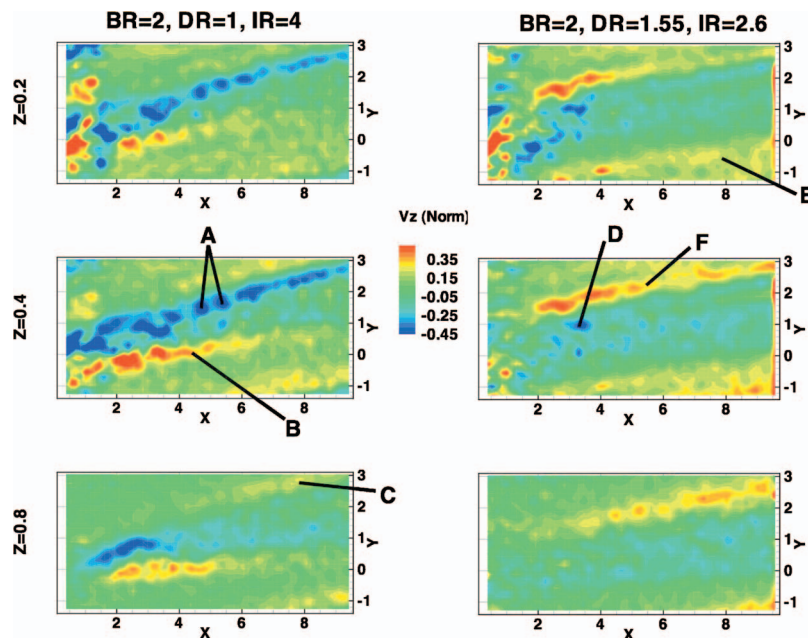 BR=2, DR=1, IR=4
BR=2, DR=1.55, IR=2.6
Z=0.2
3
2
1
0
-1
Y
2 4 6 8
X
3
2
1
0
-1
Y
2 4 6 8
X
E
Z=0.4
A
B
3
2
1
0
-1
Y
2 4 6 8
X
Vz (Norm)
0.35
0.15
-0.05
-0.25
-0.45
D
F
3
2
1
0
-1
Y
2 4 6 8
X
Z=0.8
C
3
2
1
0
-1
Y
2 4 6 8
X
3
2
1
0
-1
Y
2 4 6 8
X